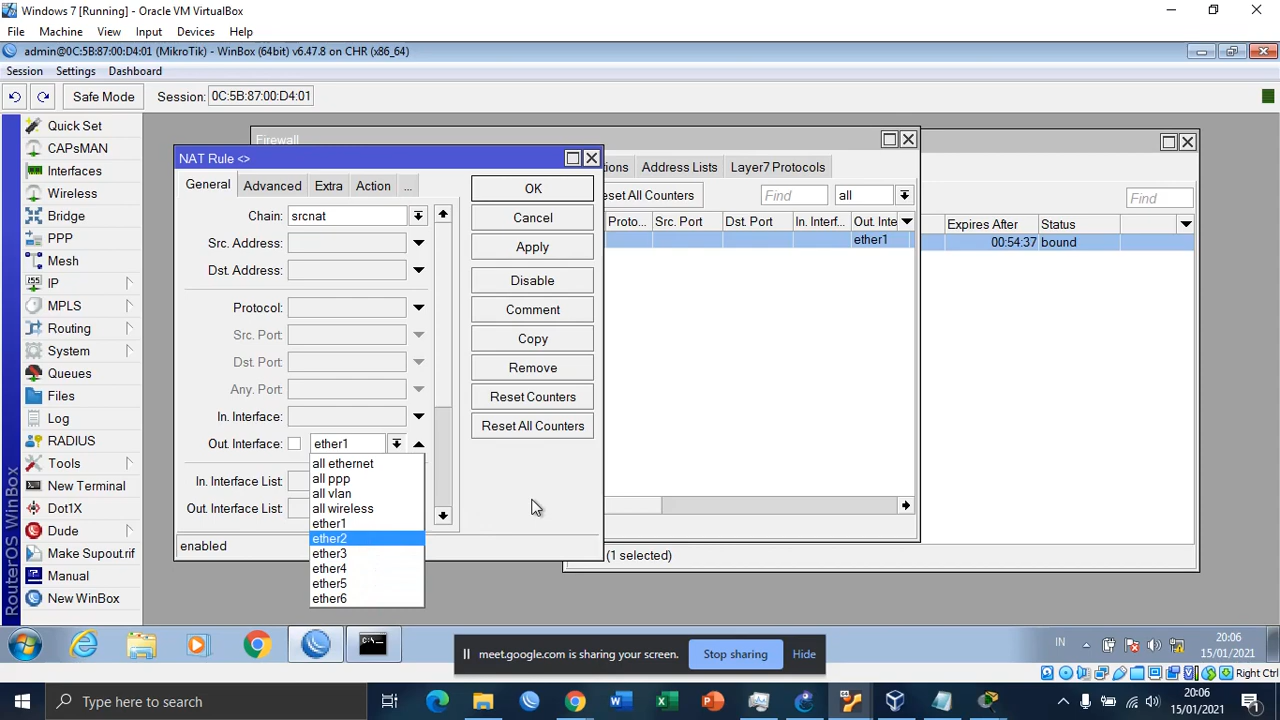 Windows 7 [Running] - Oracle VM VirtualBox
File Machine View Input Devices Help
admin@0C:5B:87:00:D4:01 (MikroTik) - WinBox (64bit) v6.47.8 on CHR (x86_64)
Session Settings Dashboard
Safe Mode Session: 0C:5B:87:00:D4:01
Quick Set
CAPsMAN
Interfaces
Wireless
Bridge
PPP
Mesh
IP
MPLS
Routing
System
Queues
Files
Log
RADIUS
Tools
New Terminal
Dot1X
Dude
Make Supout.rif
Manual
New WinBox
RouterOS WinBox
Firewall
Address Lists Layer7 Protocols
Reset All Counters Find all
Proto... Src. Port Dst. Port In. Interf... Out. Inte
ether1
Find
Expires After Status
00:54:37 bound
(1 selected)
NAT Rule <>
General Advanced Extra Action ...
Chain: srcnat
Src. Address:
Dst. Address:
Protocol:
Src. Port:
Dst. Port:
Any. Port:
In. Interface:
Out. Interface: ether1
In. Interface List:
Out. Interface List:
all ethernet
all ppp
all vlan
all wireless
ether1
ether2
ether3
ether4
ether5
ether6
enabled
OK
Cancel
Apply
Disable
Comment
Copy
Remove
Reset Counters
Reset All Counters
IN 20:06
15/01/2021
meet.google.com is sharing your screen. Stop sharing Hide
Right Ctrl
Type here to search
20:06
15/01/2021